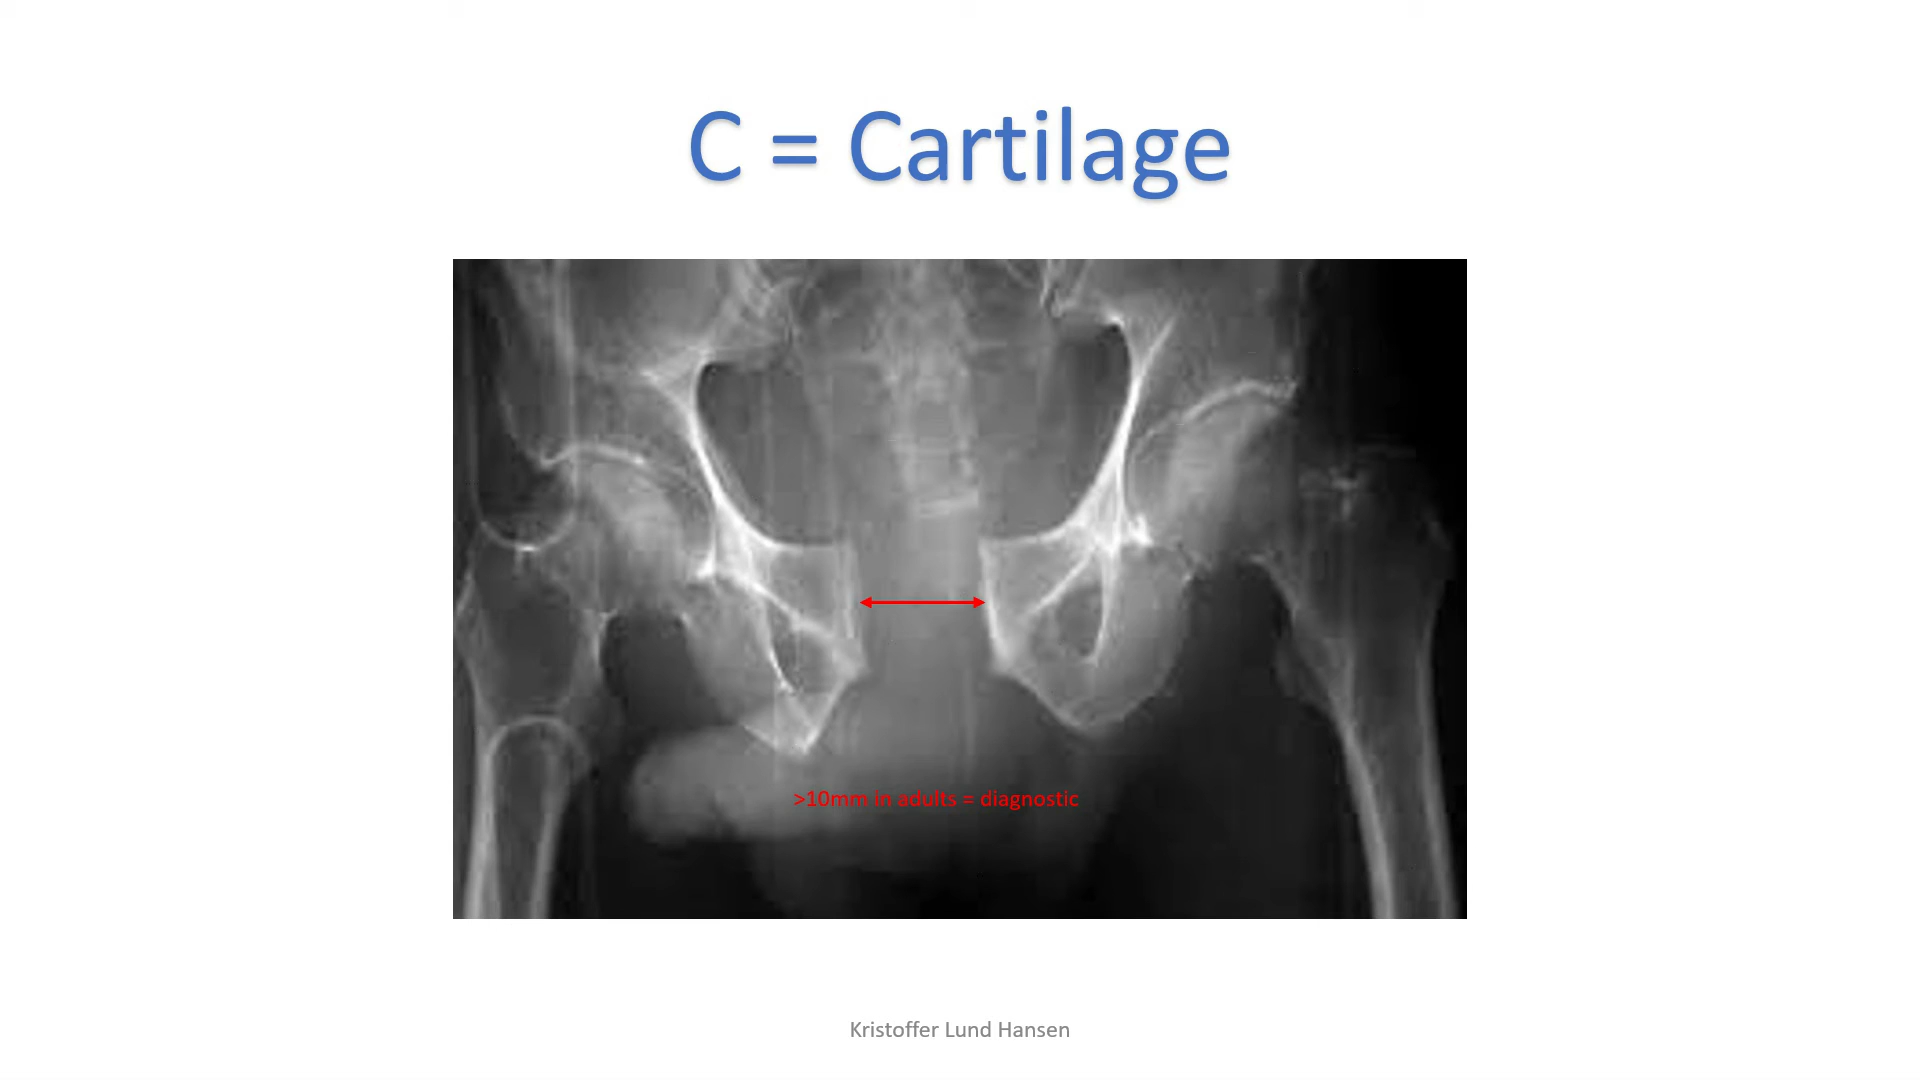 C = Cartilage
>10mm in adults = diagnostic
Kristoffer Lund Hansen